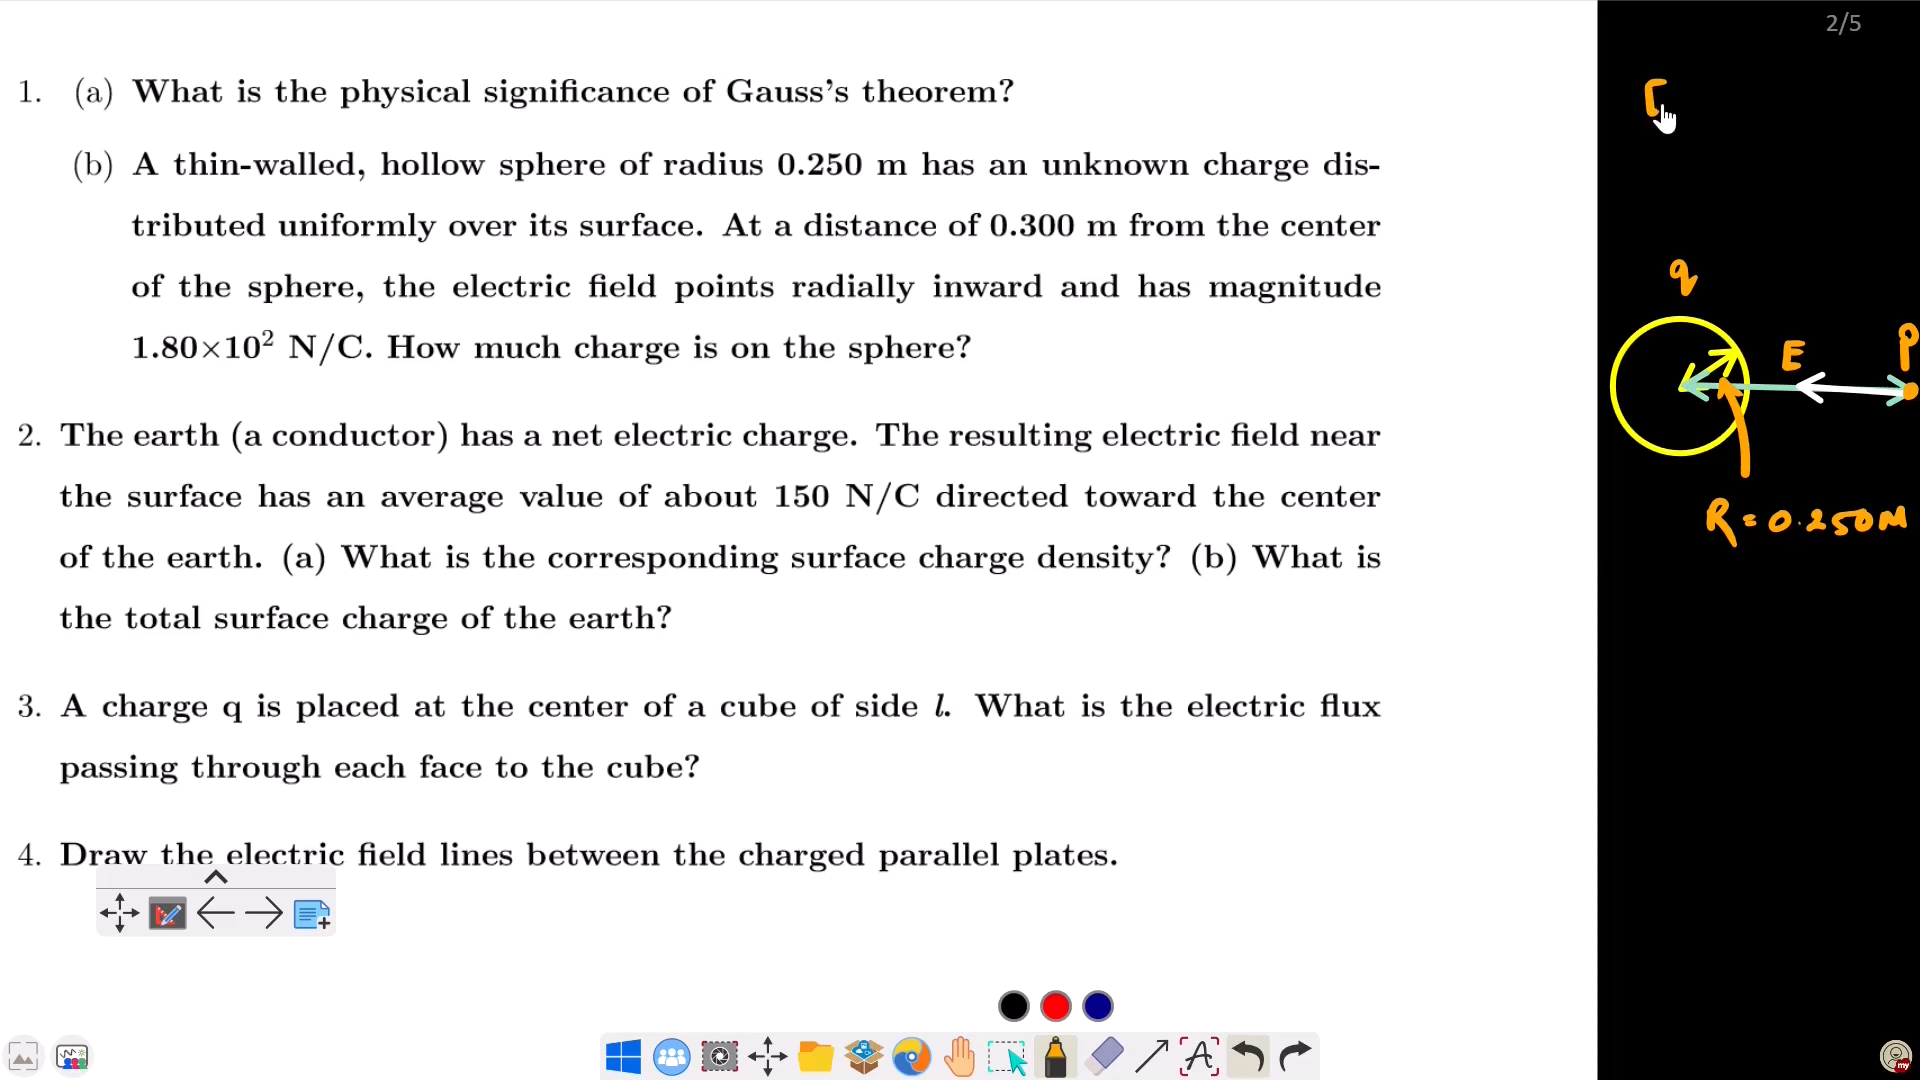 2/5
1. (a) What is the physical significance of Gauss's theorem?
(b) A thin-walled, hollow sphere of radius 0.250 m has an unknown charge dis-
tributed uniformly over its surface. At a distance of 0.300 m from the center
of the sphere, the electric field points radially inward and has magnitude
1.80×10² N/C. How much charge is on the sphere?
2. The earth (a conductor) has a net electric charge. The resulting electric field near
the surface has an average value of about 150 N/C directed toward the center
of the earth. (a) What is the corresponding surface charge density? (b) What is
the total surface charge of the earth?
3. A charge q is placed at the center of a cube of side l. What is the electric flux
passing through each face to the cube?
4. Draw the electric field lines between the charged parallel plates.
q
E
P
R = 0.250M
A
my